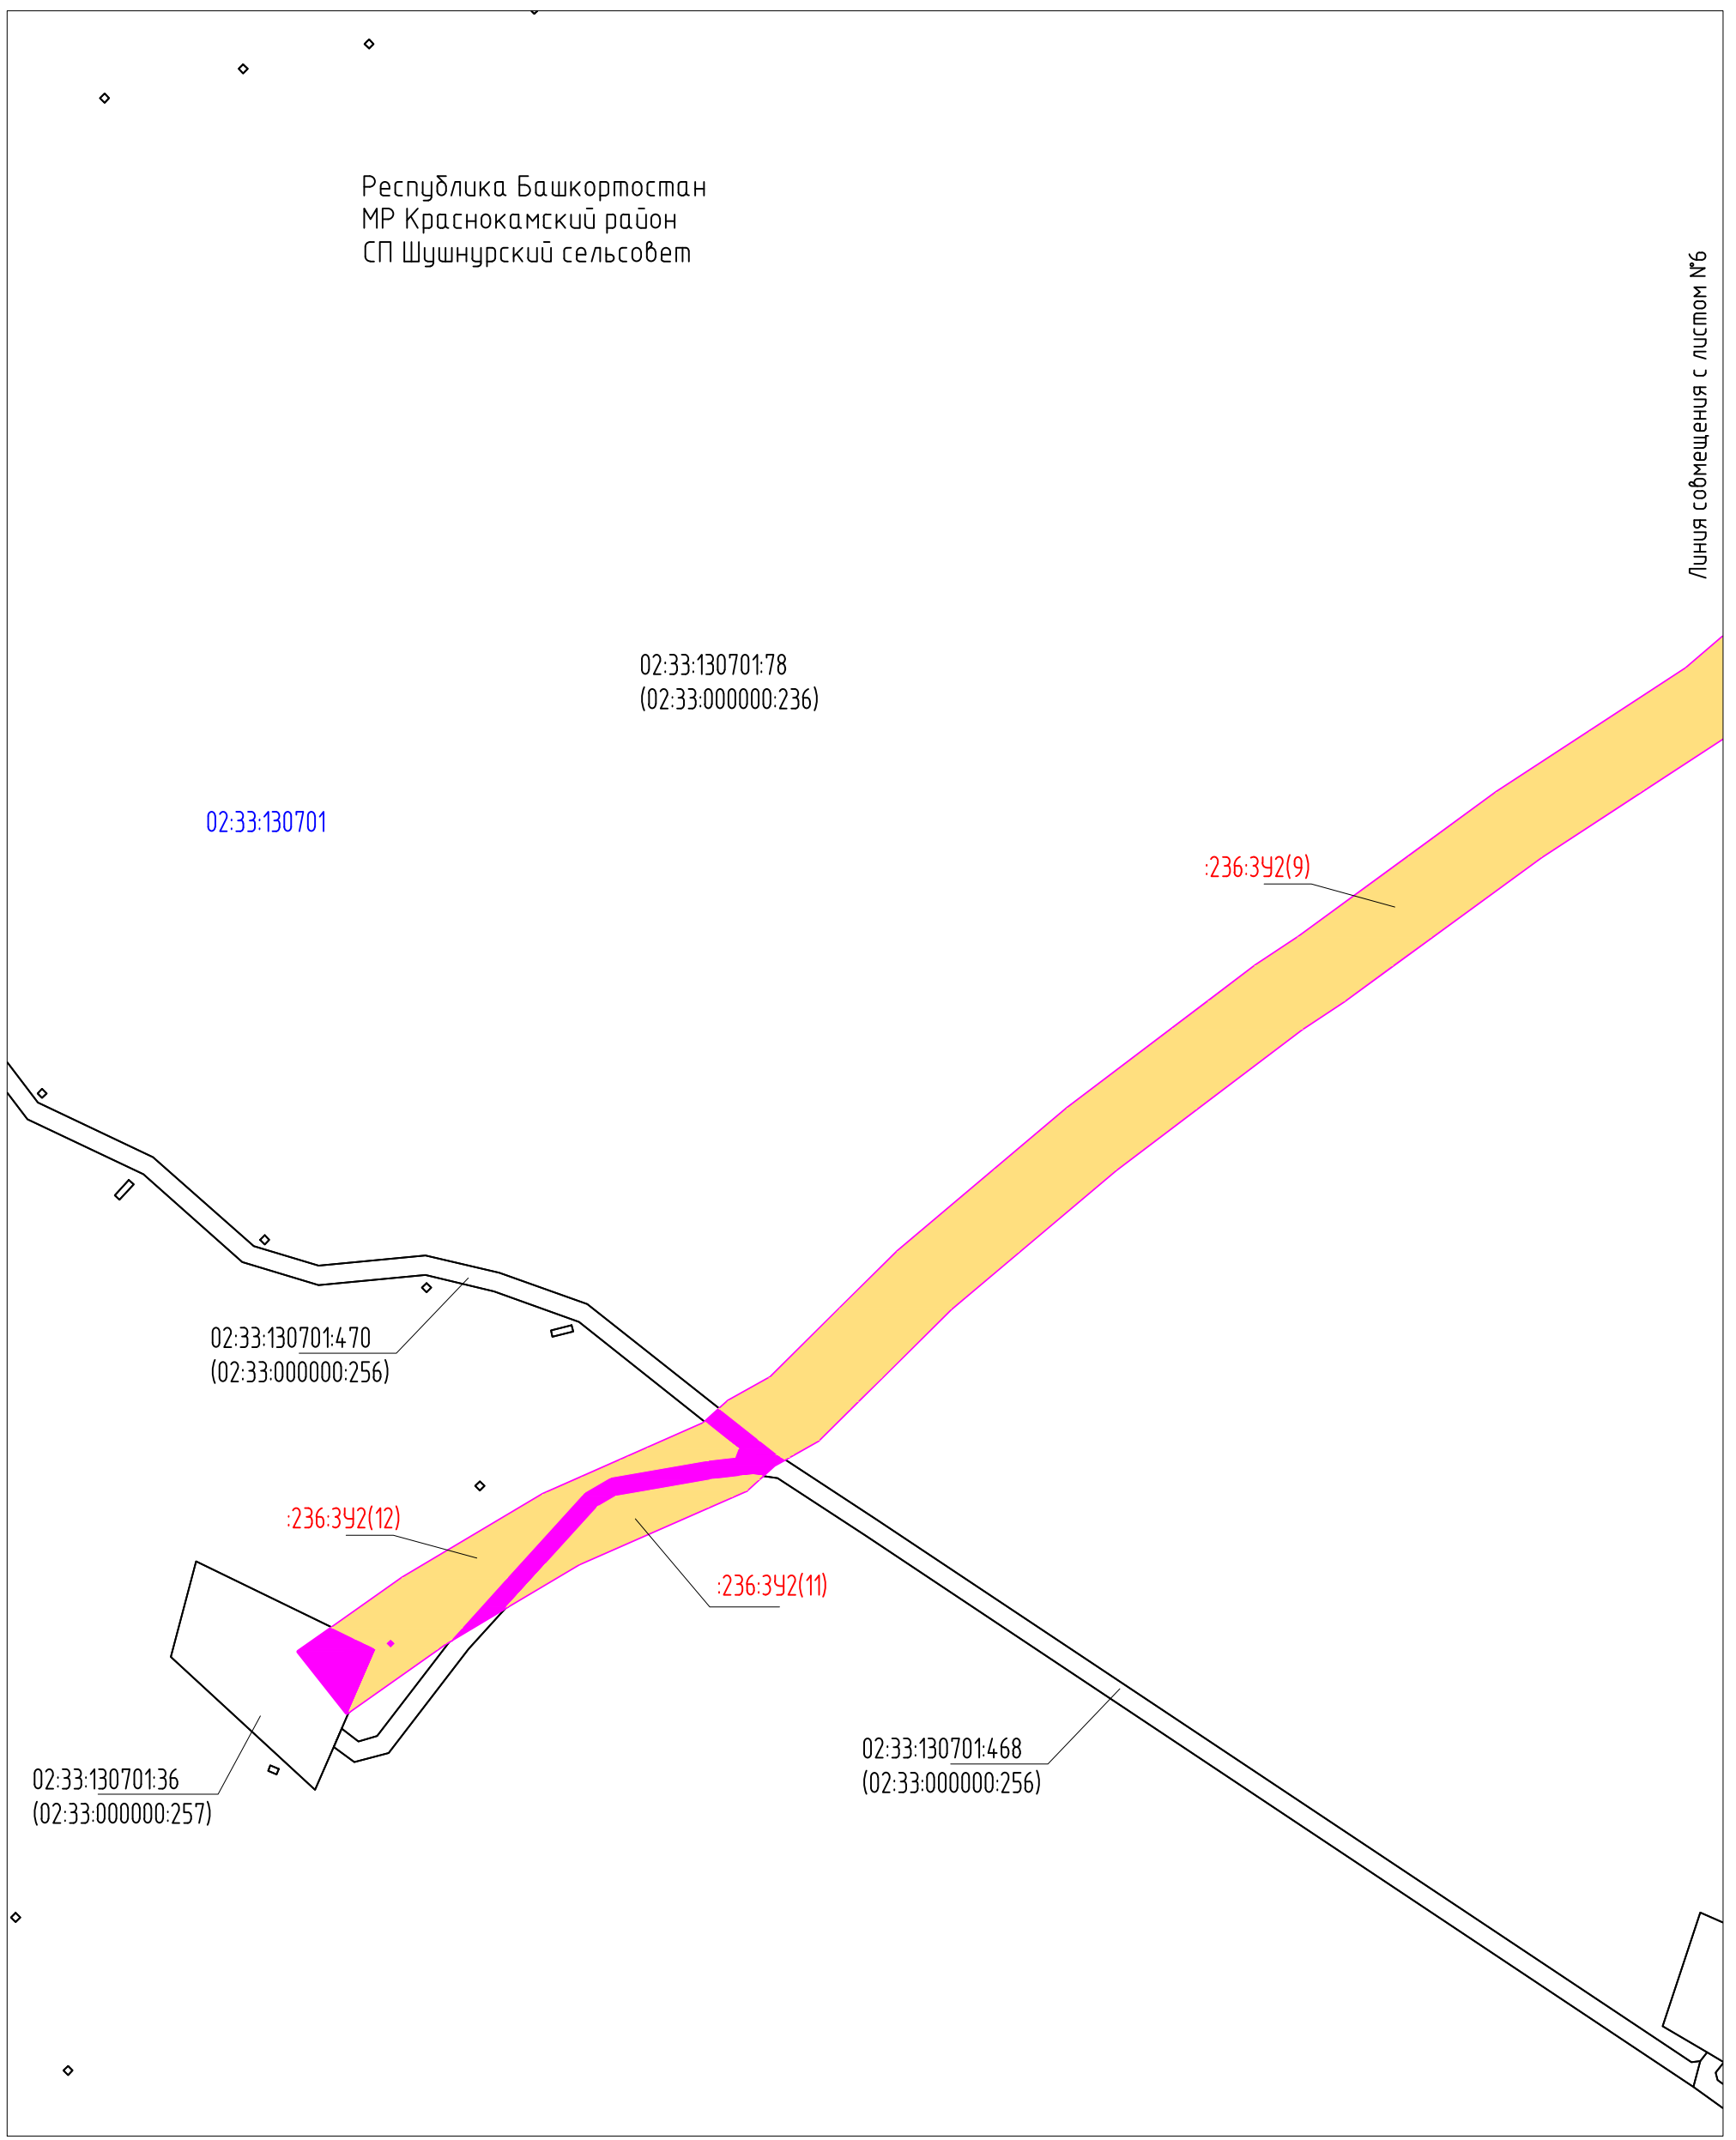 Республика Башкортостан
МР Краснокамский район
СП Шушнурский сельсовет
Линия совмещения с листом №6
02:33:130701:78
(02:33:000000:236)
02:33:130701
:236:ЗУ2(9)
02:33:130701:470
(02:33:000000:256)
:236:ЗУ2(12)
:236:ЗУ2(11)
02:33:130701:468
(02:33:000000:256)
02:33:130701:36
(02:33:000000:257)